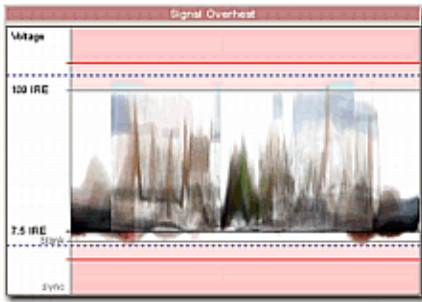 Signal Overheat
Voltage
100 IRE
7.5 IRE
blank
sync